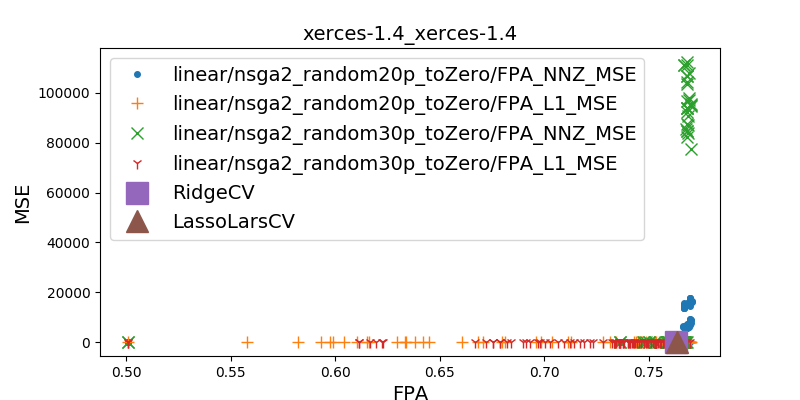 xerces-1.4_xerces-1.4
linear/nsga2_random20p_toZero/FPA_NNZ_MSE
linear/nsga2_random20p_toZero/FPA_L1_MSE
linear/nsga2_random30p_toZero/FPA_NNZ_MSE
linear/nsga2_random30p_toZero/FPA_L1_MSE
RidgeCV
LassoLarsCV
MSE
100000
80000
60000
40000
20000
0
0.50
0.55
0.60
0.65
0.70
0.75
FPA